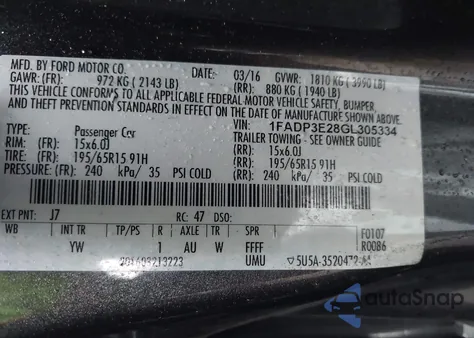 MFD. BY FORD MOTOR CO.
DATE: 03/16 GVWR: 1810 KG ( 3990 LB)
GAWR: (FR): 972 KG ( 2143 LB) (RR): 880 KG ( 1940 LB)
THIS VEHICLE CONFORMS TO ALL APPLICABLE FEDERAL MOTOR VEHICLE SAFETY, BUMPER,
AND THEFT PREVENTION STANDARDS IN EFFECT ON THE DATE OF MANUFACTURE SHOWN ABOVE.
VIN: 1FADP3E28GL305334
TYPE: Passenger Car TRAILER TOWING - SEE OWNER GUIDE
RIM: (FR): 15x6.0J (RR): 15x6.0J
TIRE: (FR): 195/65R15 91H (RR): 195/65R15 91H
PRESSURE: (FR): 240 kPa/ 35 PSI COLD (RR): 240 kPa/ 35 PSI COLD
EXT PNT: J7 RC: 47 DSO: F0107
WB INT TR TP/PS R AXLE TR SPR R0086
YW 1 AU W FFFF
201603213223 UMU 5U5A-3520472-AA
autoSnap